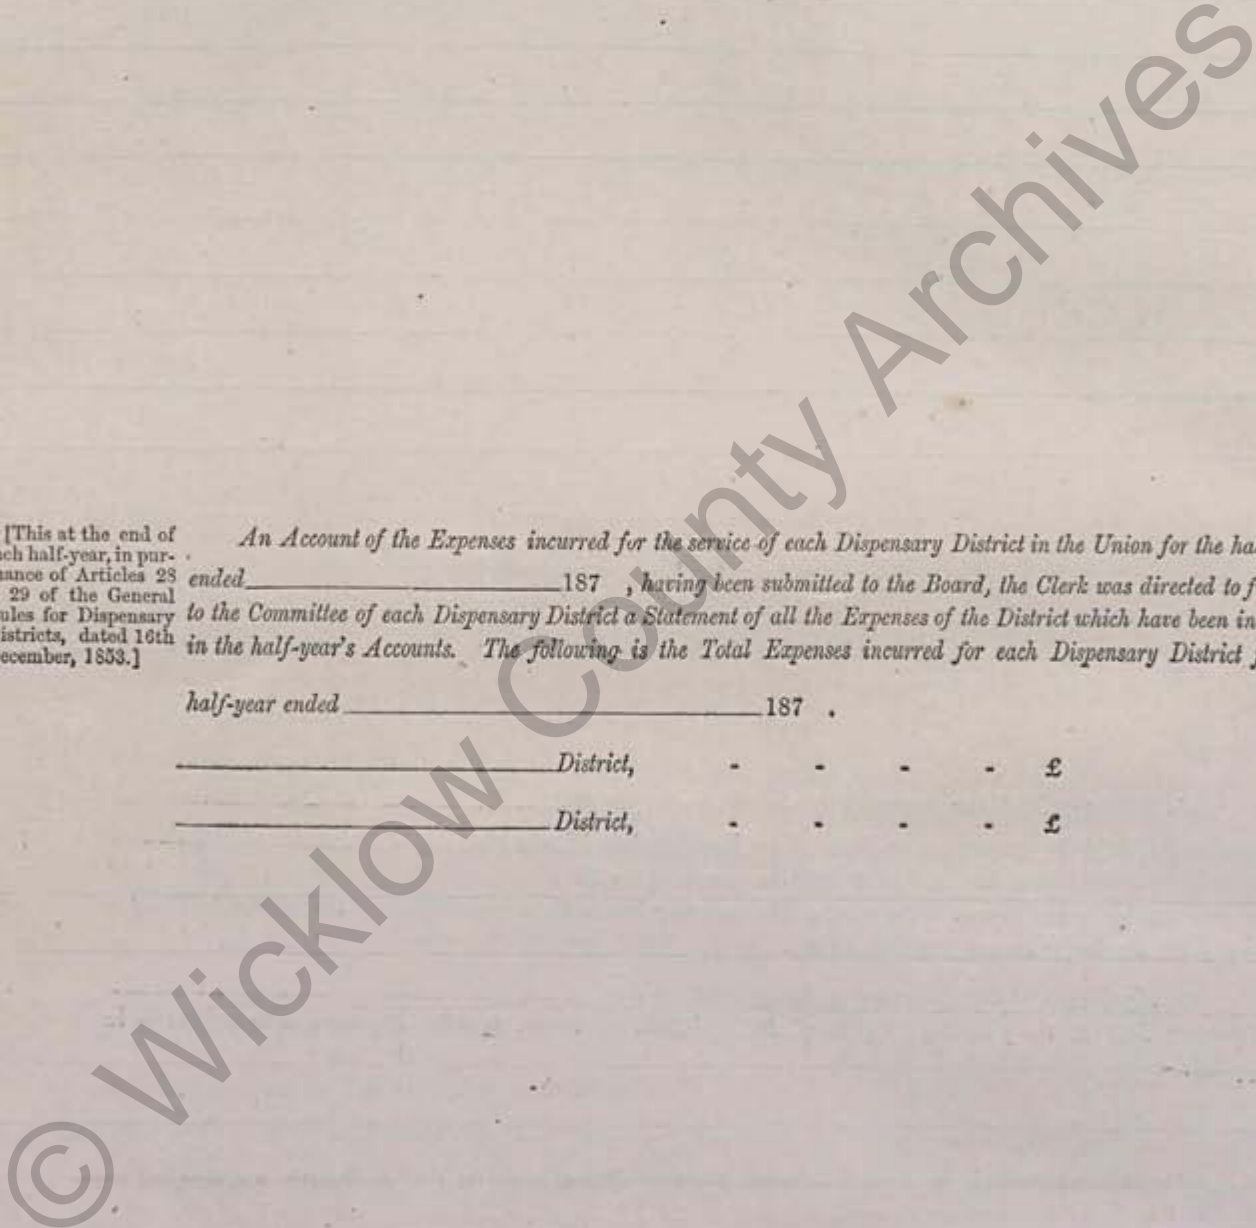 [This at the end of
ch half-year, in pur-
ance of Articles 28
29 of the General
ules for Dispensary
istricts, dated 16th
ecember, 1853.]
An Account of the Expenses incurred for the service of each Dispensary District in the Union for the ha
ended 187 , having been submitted to the Board, the Clerk was directed to f
to the Committee of each Dispensary District a Statement of all the Expenses of the District which have been in
in the half-year's Accounts. The following is the Total Expenses incurred for each Dispensary District
half-year ended 187 .
District, - - - - £
District, - - - - £
© Wicklow County Archives